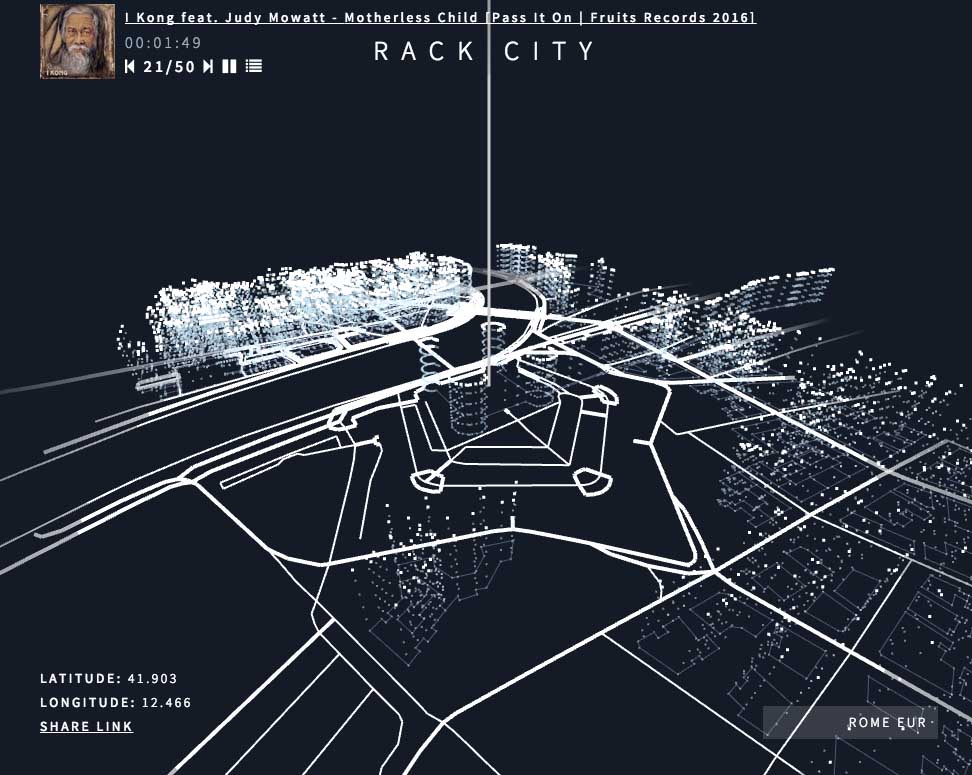 I Kong feat. Judy Mowatt - Motherless Child [Pass It On | Fruits Records 2016]
00:01:49
RACK CITY
21/50
I KONG
LATITUDE: 41.903
LONGITUDE: 12.466
SHARE LINK
ROME EUR